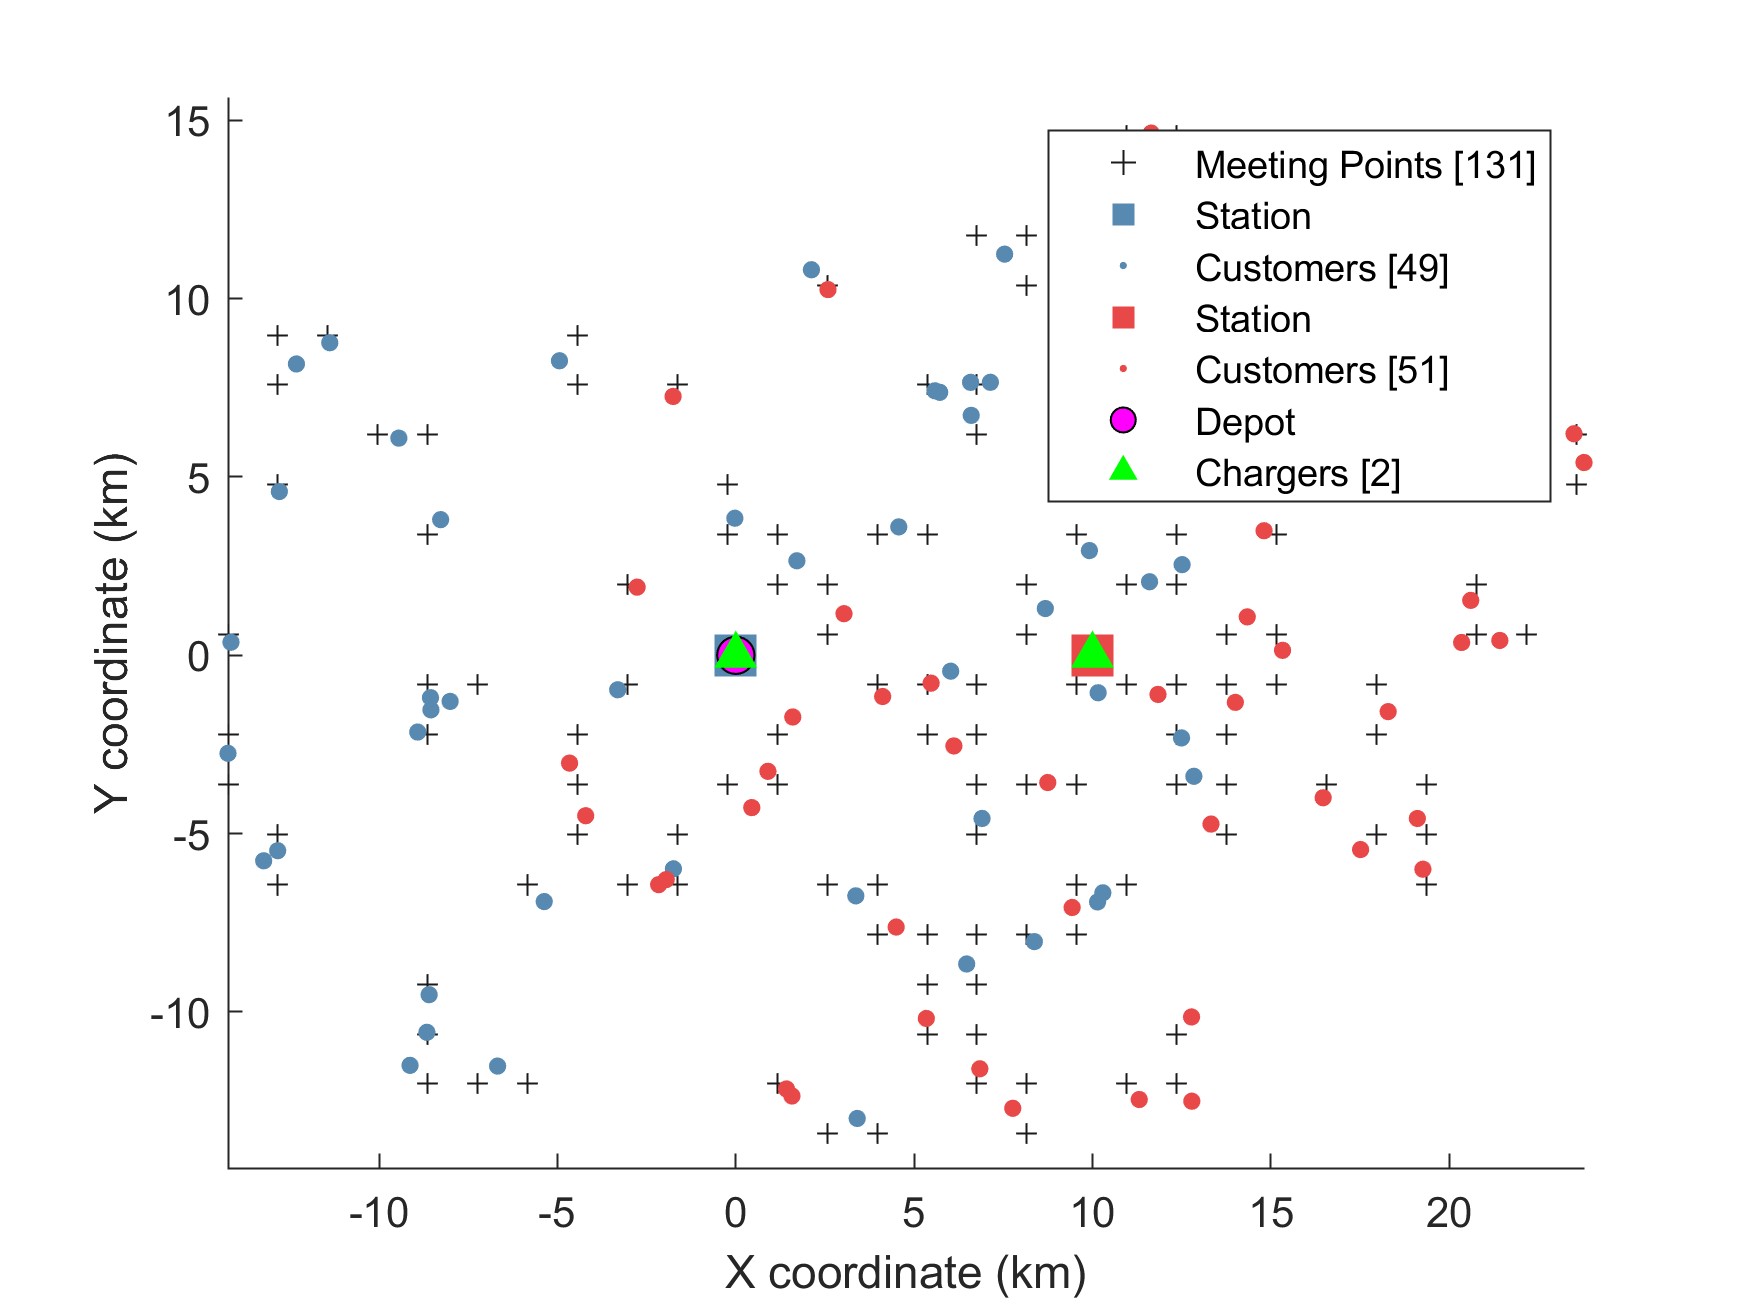 15
10
5
0
-5
-10
Y coordinate (km)
Meeting Points [131]
Station
Customers [49]
Station
Customers [51]
Depot
Chargers [2]
-10
-5
0
5
10
15
20
X coordinate (km)